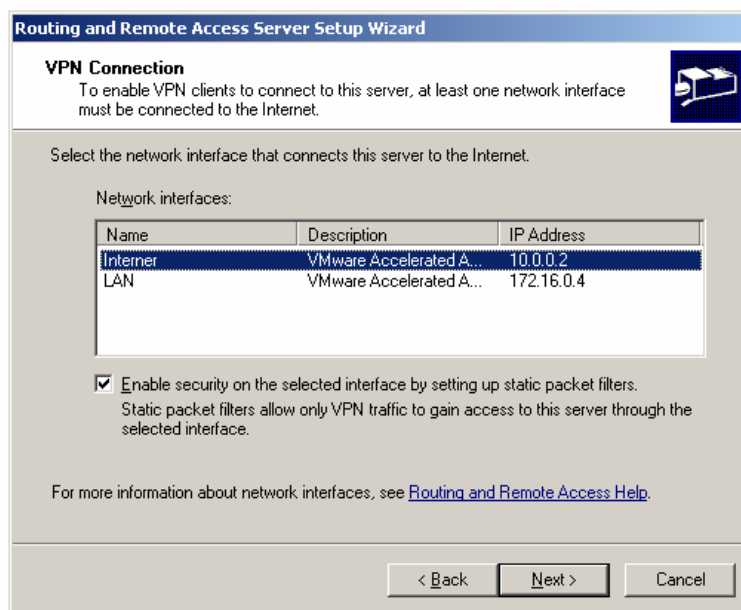 Routing and Remote Access Server Setup Wizard
VPN Connection
To enable VPN clients to connect to this server, at least one network interface
must be connected to the Internet.
Select the network interface that connects this server to the Internet.
Network interfaces:
Name Description IP Address
Internet VMware Accelerated A... 10.0.0.2
LAN VMware Accelerated A... 172.16.0.4
Enable security on the selected interface by setting up static packet filters.
Static packet filters allow only VPN traffic to gain access to this server through the
selected interface.
For more information about network interfaces, see Routing and Remote Access Help.
< Back Next > Cancel